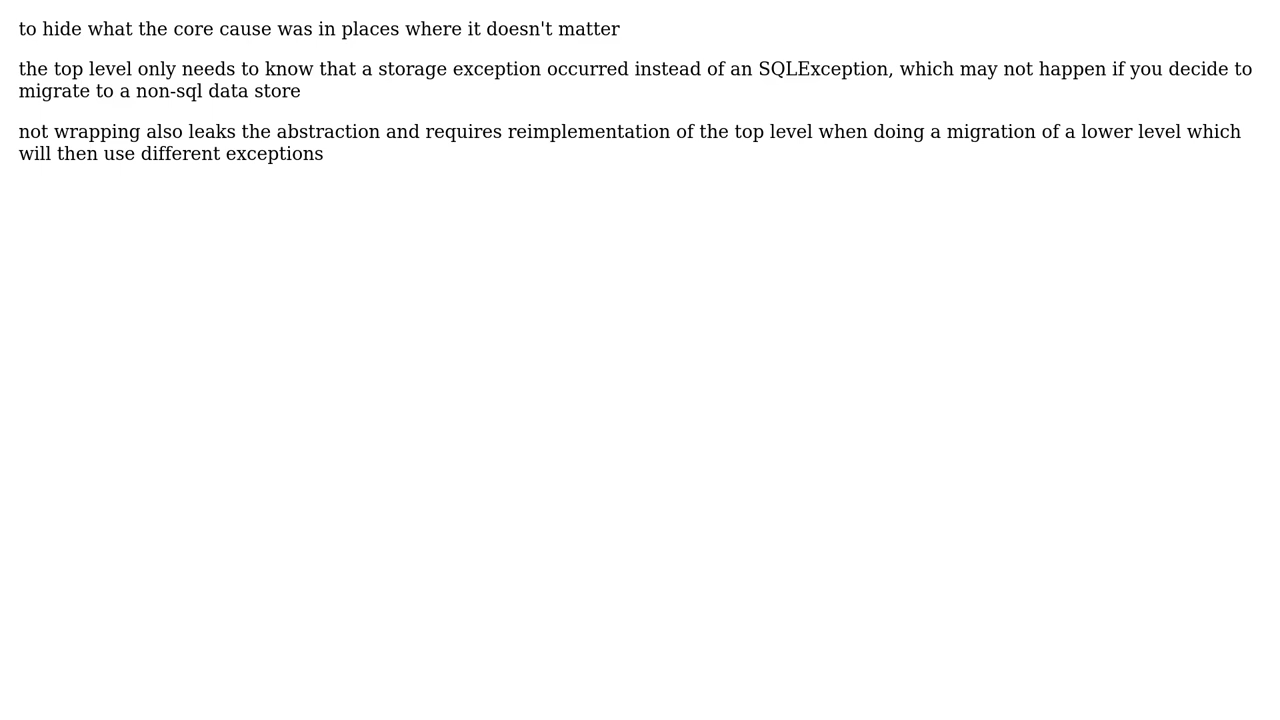 to hide what the core cause was in places where it doesn't matter
the top level only needs to know that a storage exception occurred instead of an SQLException, which may not happen if you decide to
migrate to a non-sql data store
not wrapping also leaks the abstraction and requires reimplementation of the top level when doing a migration of a lower level which
will then use different exceptions